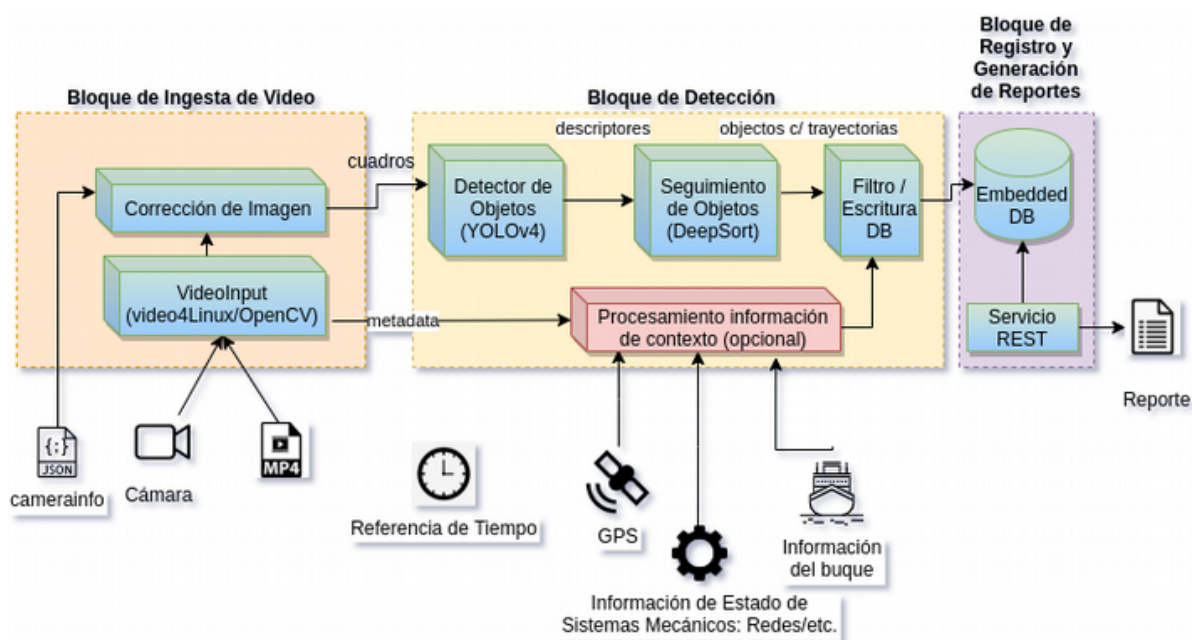 Bloque de Ingesta de Video
Bloque de Detección
Bloque de
Registro y
Generación
de Reportes
descriptores
objectos c/ trayectorias
cuadros
Corrección de Imagen
Detector de
Objetos
(YOLOv4)
Seguimiento
de Objetos
(DeepSort)
Filtro /
Escritura
DB
Embedded
DB
VideoInput
(video4Linux/OpenCV)
metadata
Procesamiento información
de contexto (opcional)
Servicio
REST
Reporte
{;}
JSON
camerainfo
Cámara
MP4
Referencia de Tiempo
GPS
Información
del buque
Información de Estado de
Sistemas Mecánicos: Redes/etc.